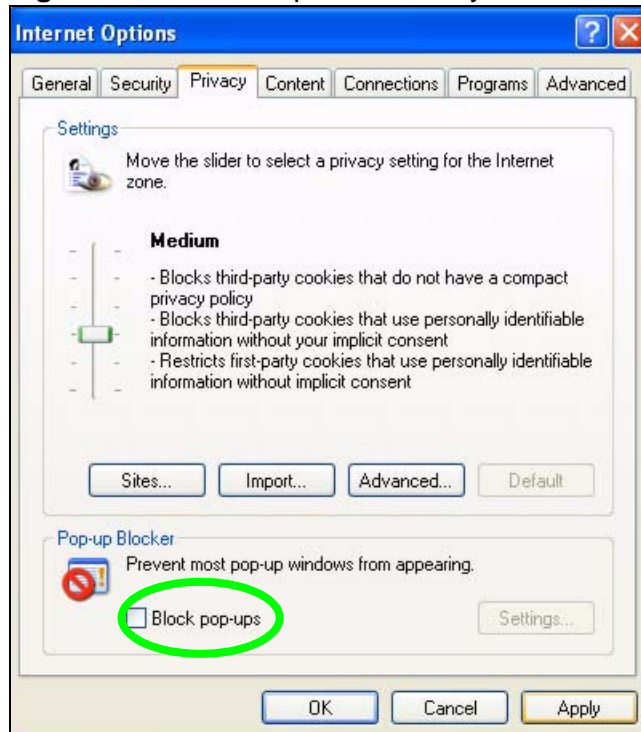 Internet Options
General Security Privacy Content Connections Programs Advanced
Settings
Move the slider to select a privacy setting for the Internet
zone.
Medium
- Blocks third-party cookies that do not have a compact
privacy policy
- Blocks third-party cookies that use personally identifiable
information without your implicit consent
- Restricts first-party cookies that use personally identifiable
information without implicit consent
Sites... Import... Advanced... Default
Pop-up Blocker
Prevent most pop-up windows from appearing.
Block pop-ups Settings...
OK Cancel Apply